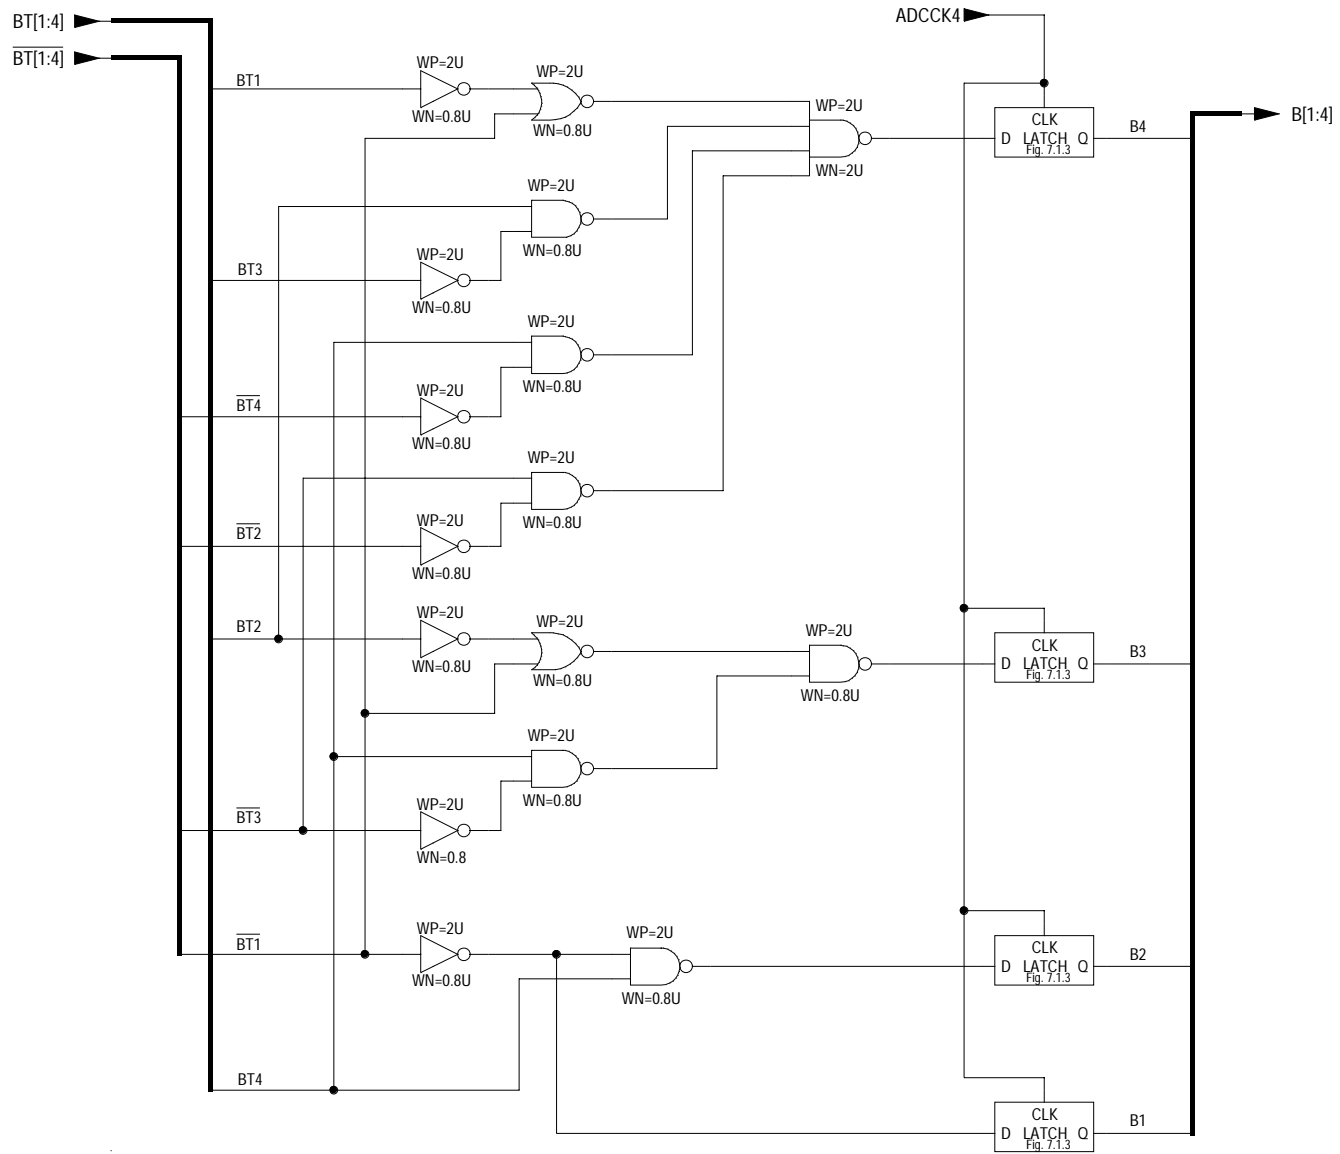 BT[1:4]
ADCCK4
B̅T̅[̅1̅:̅4̅]̅
BT1
WP=2U
WN=0.8U
WP=2U
WN=0.8U
WP=2U
WN=2U
CLK
D LATCH Q
Fig. 7.1.3
B4
B[1:4]
WP=2U
WN=0.8U
BT3
WP=2U
WN=0.8U
WP=2U
WN=0.8U
B̅T̅4̅
WP=2U
WN=0.8U
WP=2U
WN=0.8U
B̅T̅2̅
WP=2U
WN=0.8U
BT2
WP=2U
WN=0.8U
WP=2U
WN=0.8U
WP=2U
WN=0.8U
CLK
D LATCH Q
Fig. 7.1.3
B3
WP=2U
WN=0.8U
B̅T̅3̅
WP=2U
WN=0.8
B̅T̅1̅
WP=2U
WN=0.8U
WP=2U
WN=0.8U
CLK
D LATCH Q
Fig. 7.1.3
B2
BT4
CLK
D LATCH Q
Fig. 7.1.3
B1